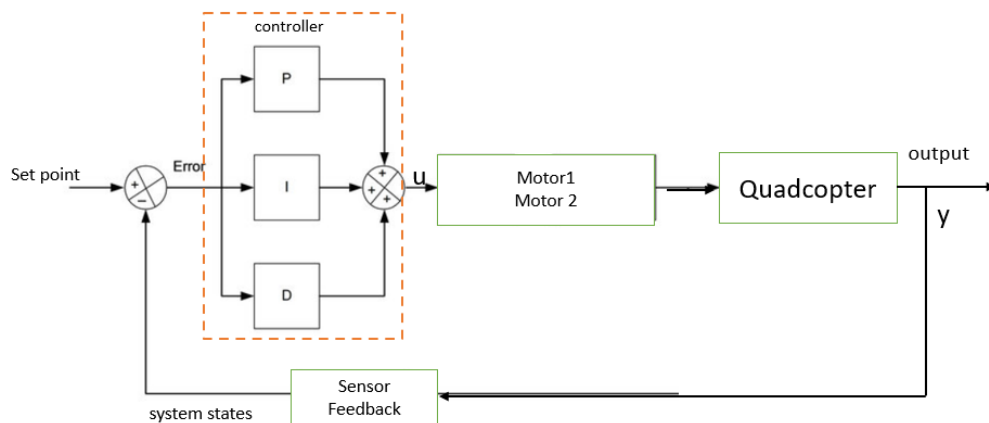 controller
P
Set point
+
−
Error
I
+
+
+
u
Motor1
Motor 2
Quadcopter
output
y
D
Sensor
Feedback
system states